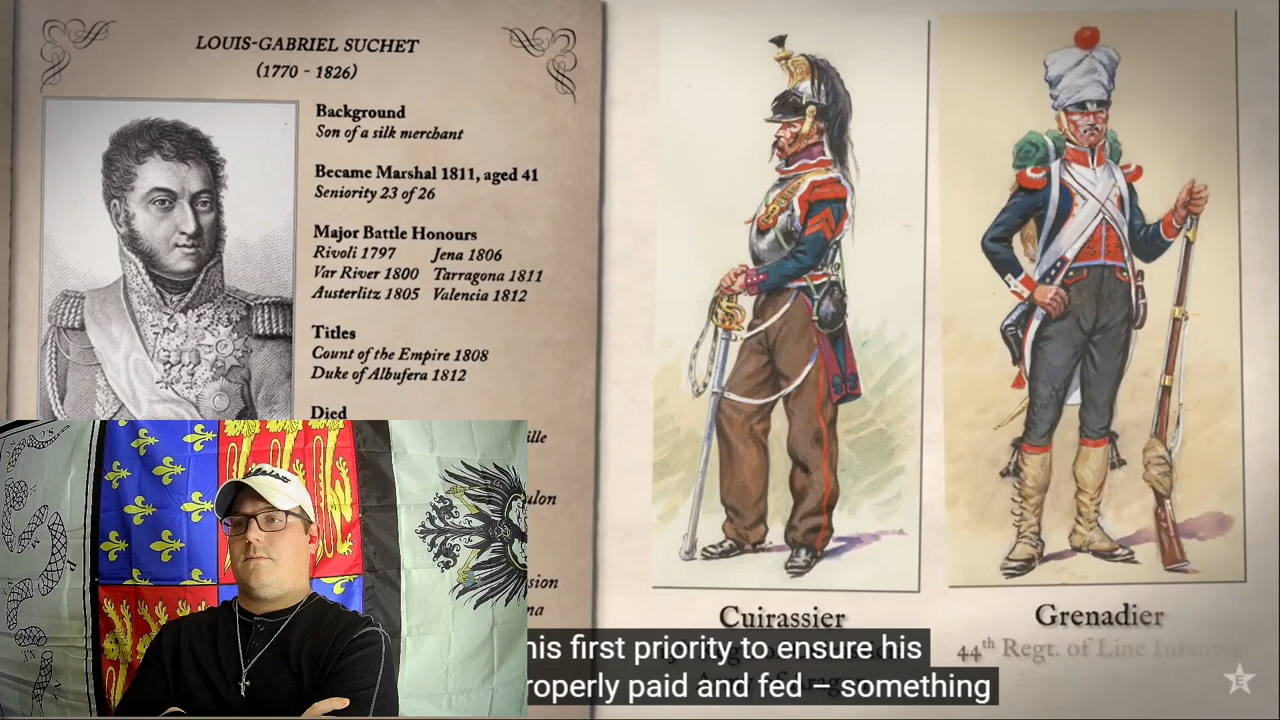 LOUIS-GABRIEL SUCHET
(1770 - 1826)
Background
Son of a silk merchant
Became Marshal 1811, aged 41
Seniority 23 of 26
Major Battle Honours
Rivoli 1797 Jena 1806
Var River 1800 Tarragona 1811
Austerlitz 1805 Valencia 1812
Titles
Count of the Empire 1808
Duke of Albufera 1812
Died
Cuirassier
Grenadier
44th Regt. of Line Infantry
his first priority to ensure his
roperly paid and fed – something
E